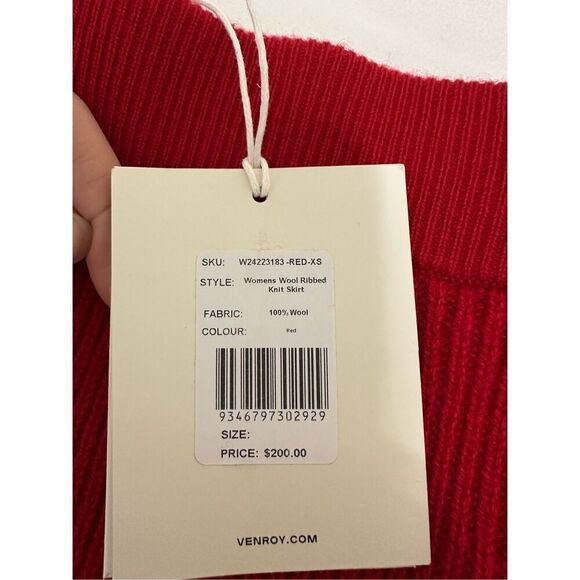 SKU: W24223183-RED-XS
STYLE: Womens Wool Ribbed
Knit Skirt
FABRIC: 100% Wool
COLOUR: Red
9346797302929
SIZE:
PRICE: $200.00
VENROY.COM